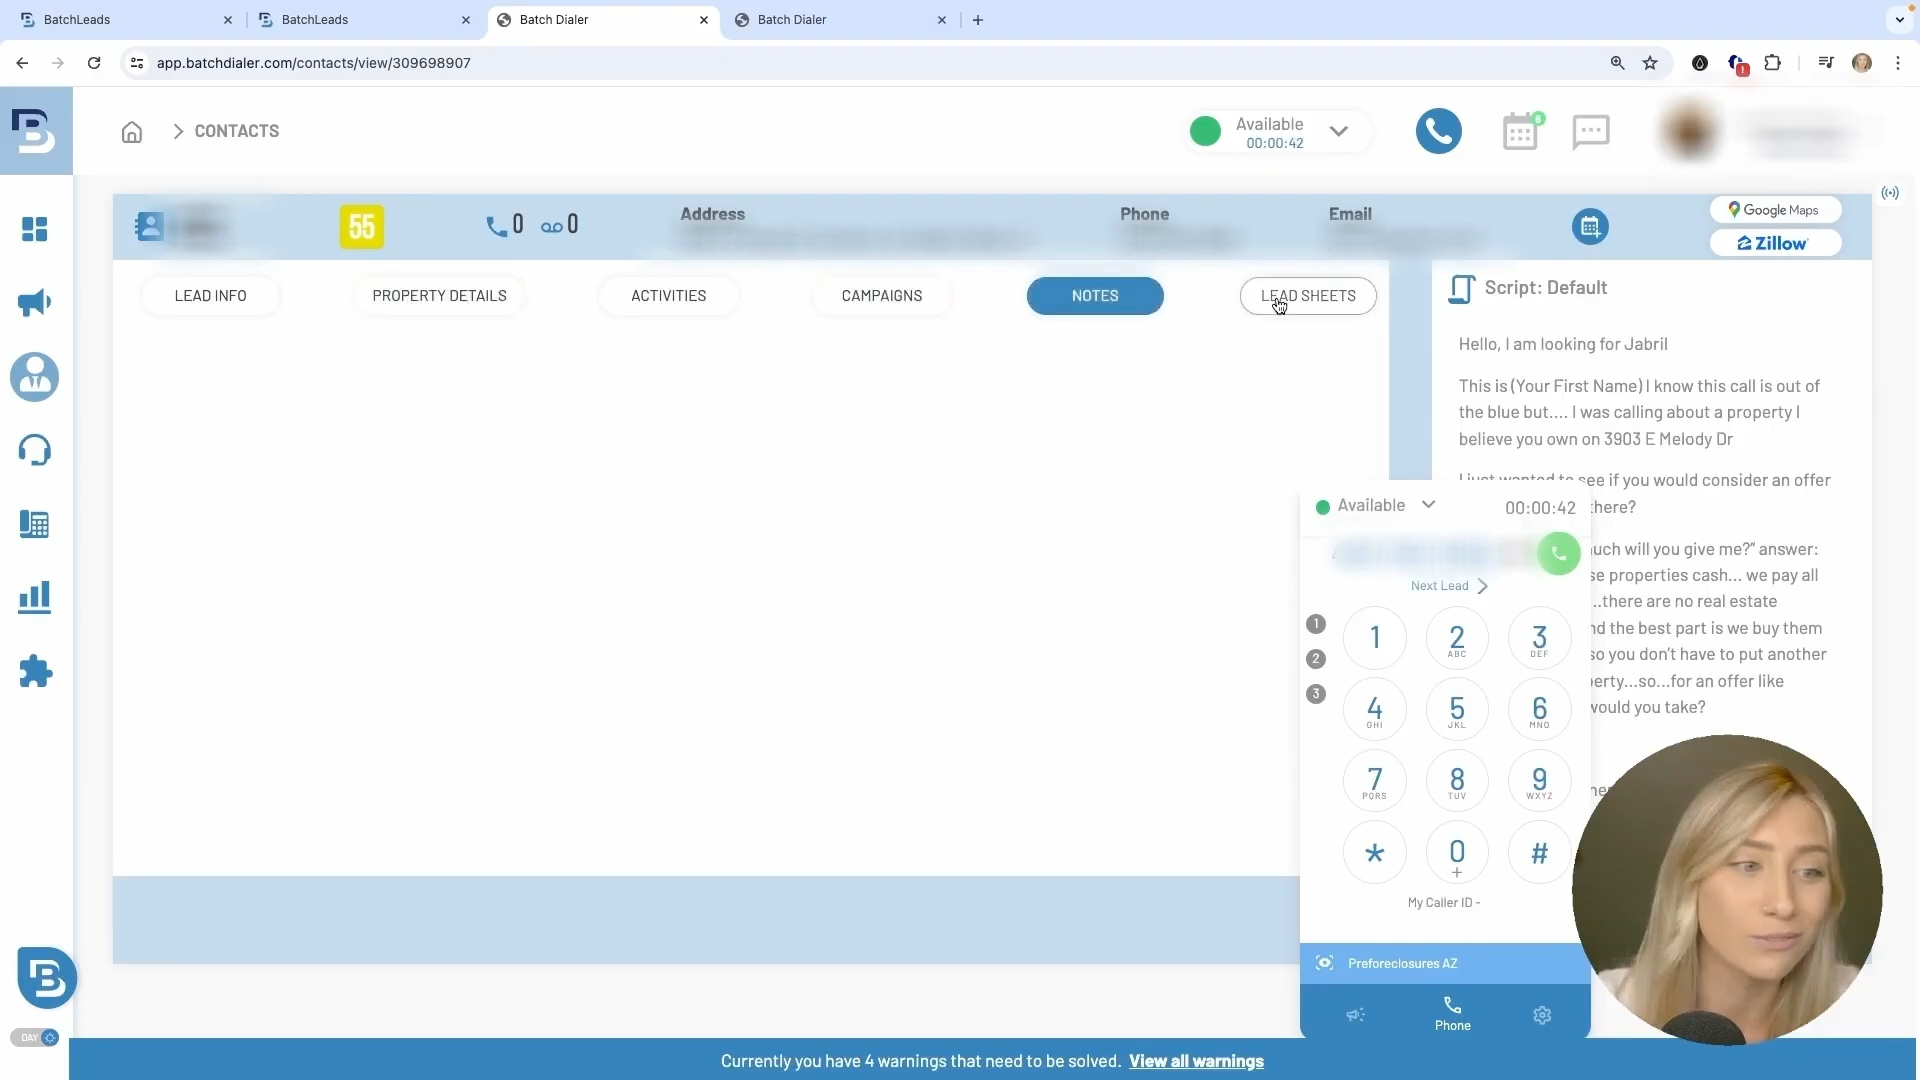 BatchLeads
BatchLeads
Batch Dialer
Batch Dialer
app.batchdialer.com/contacts/view/309698907
CONTACTS
Available
00:00:42
6
55
0
0
Address
Phone
Email
Google Maps
Zillow
LEAD INFO
PROPERTY DETAILS
ACTIVITIES
CAMPAIGNS
NOTES
LEAD SHEETS
Script: Default
Hello, I am looking for Jabril
This is (Your First Name) I know this call is out of
the blue but.... I was calling about a property I
believe you own on 3903 E Melody Dr
I just wanted to see if you would consider an offer
there?
much will you give me?" answer:
properties cash... we pay all
...there are no real estate
the best part is we buy them
so you don't have to put another
...so...for an offer like
would you take?
Available
00:00:42
Next Lead
1
2
3
1
2 ABC
3 DEF
4 GHI
5 JKL
6 MNO
7 PQRS
8 TUV
9 WXYZ
*
0 +
#
My Caller ID -
Preforeclosures AZ
Phone
DAY
Currently you have 4 warnings that need to be solved. View all warnings